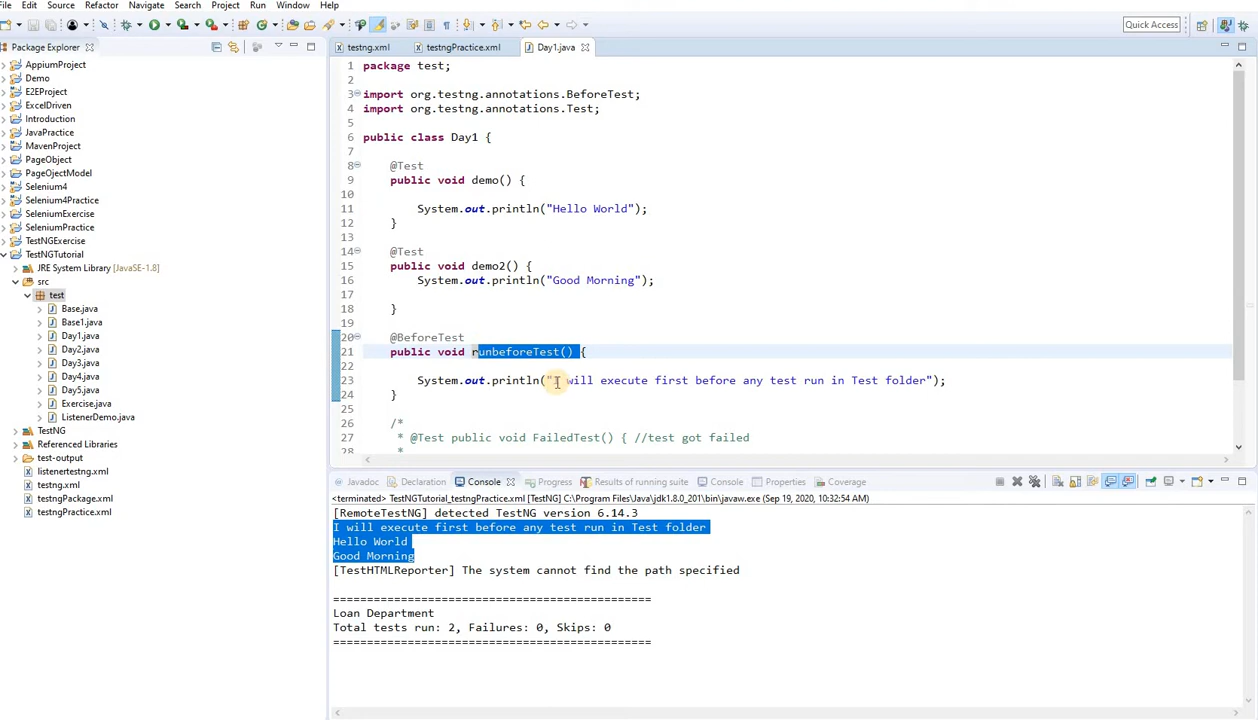 File Edit Source Refactor Navigate Search Project Run Window Help
Quick Access
Package Explorer
AppiumProject
Demo
E2EProject
ExcelDriven
Introduction
JavaPractice
MavenProject
PageObject
PageOjectModel
Selenium4
Selenium4Practice
SeleniumExercise
SeleniumPractice
TestNGExercise
TestNGTutorial
JRE System Library [JavaSE-1.8]
src
test
Base.java
Base1.java
Day1.java
Day2.java
Day3.java
Day4.java
Day5.java
Exercise.java
ListenerDemo.java
TestNG
Referenced Libraries
test-output
listenertestng.xml
testng.xml
testngPackage.xml
testngPractice.xml
testng.xml testngPractice.xml Day1.java
1 package test;
2
3 import org.testng.annotations.BeforeTest;
4 import org.testng.annotations.Test;
5
6 public class Day1 {
7
8 @Test
9 public void demo() {
10
11 System.out.println("Hello World");
12 }
13
14 @Test
15 public void demo2() {
16 System.out.println("Good Morning");
17
18 }
19
20 @BeforeTest
21 public void runbeforeTest() {
22
23 System.out.println("I will execute first before any test run in Test folder");
24 }
25
26 /*
27 * @Test public void FailedTest() { //test got failed
28 *
Javadoc Declaration Console Progress Results of running suite Console Properties Coverage
<terminated> TestNGTutorial_testngPractice.xml [TestNG] C:\Program Files\Java\jdk1.8.0_201\bin\javaw.exe (Sep 19, 2020, 10:32:54 AM)
[RemoteTestNG] detected TestNG version 6.14.3
I will execute first before any test run in Test folder
Hello World
Good Morning
[TestHTMLReporter] The system cannot find the path specified
===============================================
Loan Department
Total tests run: 2, Failures: 0, Skips: 0
===============================================